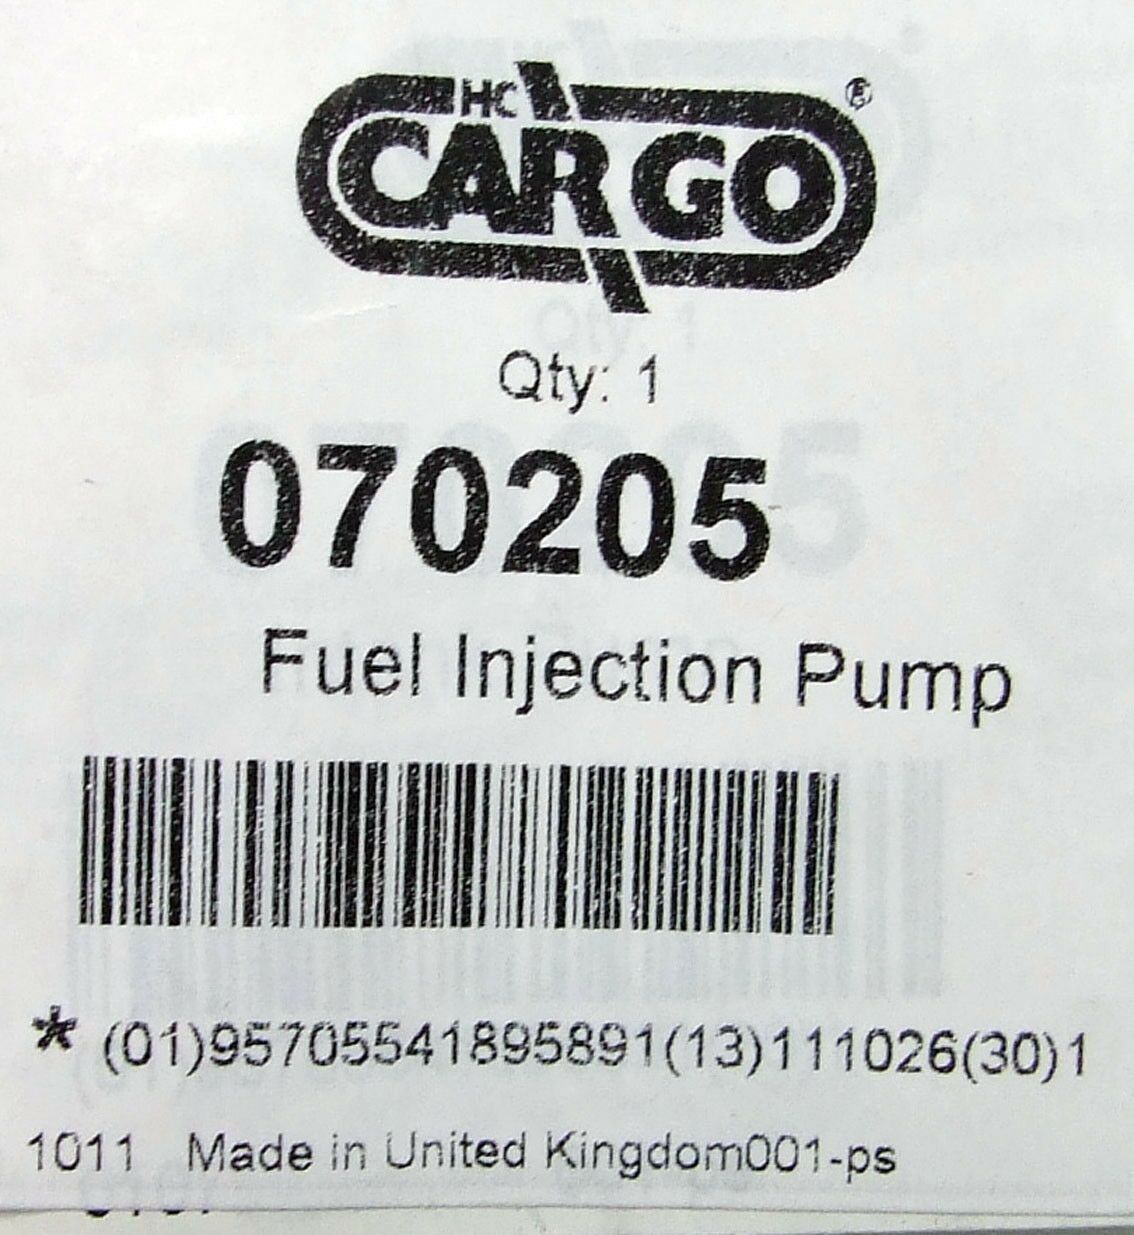 HC
CARGO®
Qty: 1
070205
Fuel Injection Pump
* (01)95705541895891(13)111026(30)1
1011 Made in United Kingdom001-ps